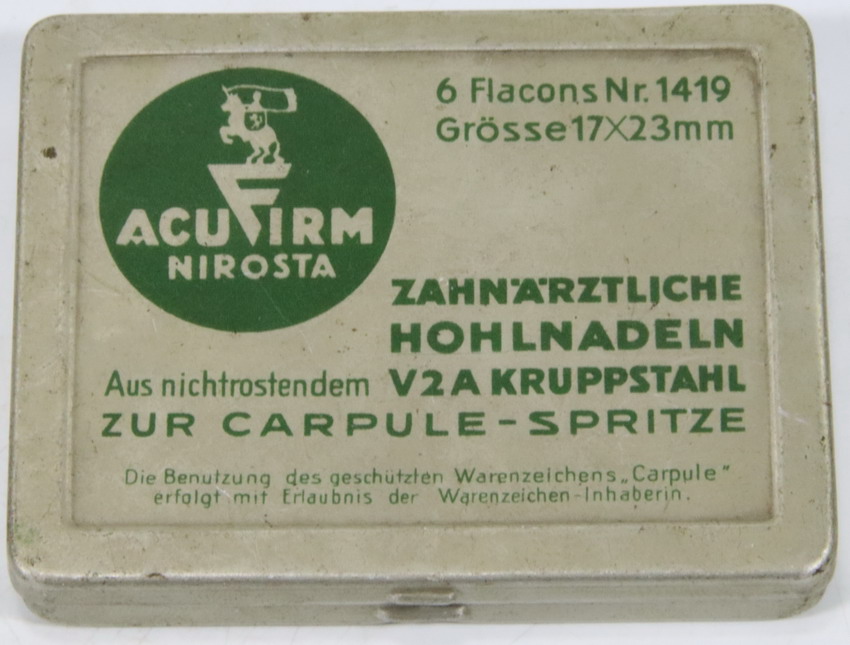 ACUFIRM
NIROSTA
6 Flacons Nr. 1419
Grösse 17X23mm
ZAHNÄRZTLICHE
HOHLNADELN
Aus nichtrostendem V2A KRUPPSTAHL
ZUR CARPULE-SPRITZE
Die Benutzung des geschützten Warenzeichens „Carpule"
erfolgt mit Erlaubnis der Warenzeichen-Inhaberin.